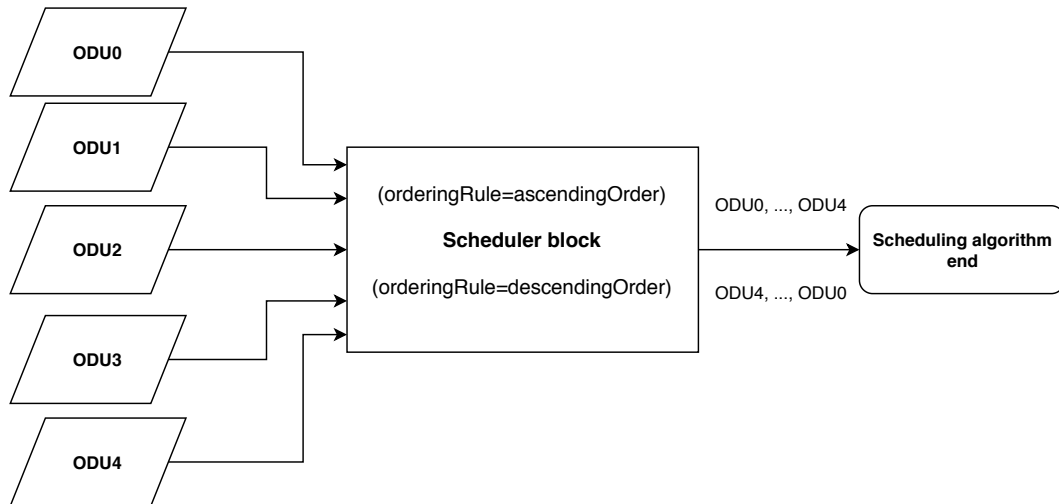 ODU0
ODU1
ODU2
ODU3
ODU4
(orderingRule=ascendingOrder)
Scheduler block
(orderingRule=descendingOrder)
ODU0, ..., ODU4
ODU4, ..., ODU0
Scheduling algorithm
end